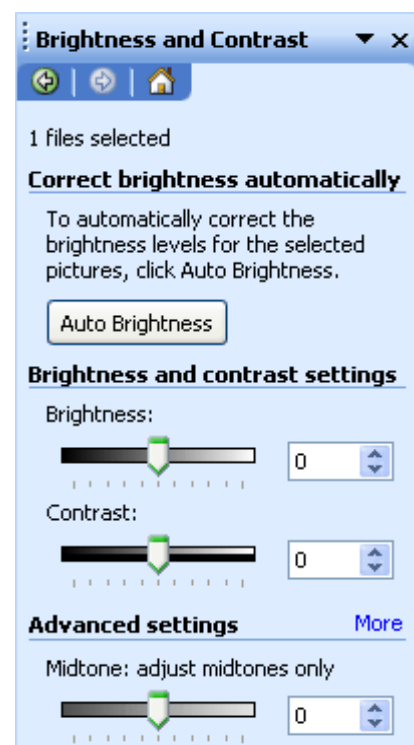 Brightness and Contrast
1 files selected
Correct brightness automatically
To automatically correct the
brightness levels for the selected
pictures, click Auto Brightness.
Auto Brightness
Brightness and contrast settings
Brightness:
0
Contrast:
0
Advanced settings More
Midtone: adjust midtones only
0